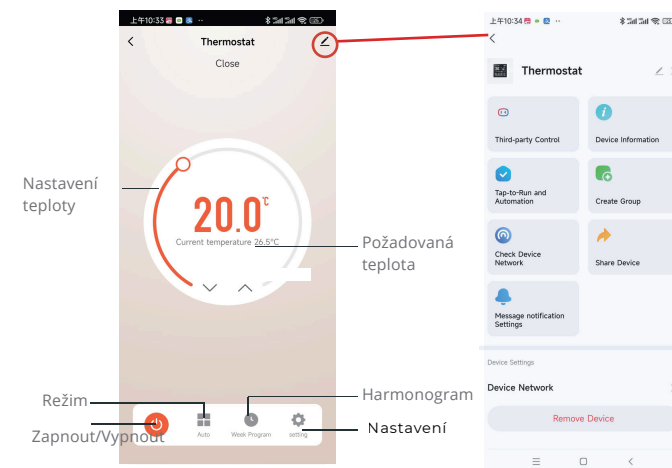 上午10:33
Thermostat
Close
Nastavení
teploty
20.0°C
Current temperature 26.5°C
Požadovaná
teplota
Režim
Harmonogram
Zapnout/Vypnout
Nastavení
Auto
Week Program
setting
上午10:34
Thermostat
Third-party Control
Device Information
Tap-to-Run and
Automation
Create Group
Check Device
Network
Share Device
Message notification
Settings
Device Settings
Device Network
Remove Device